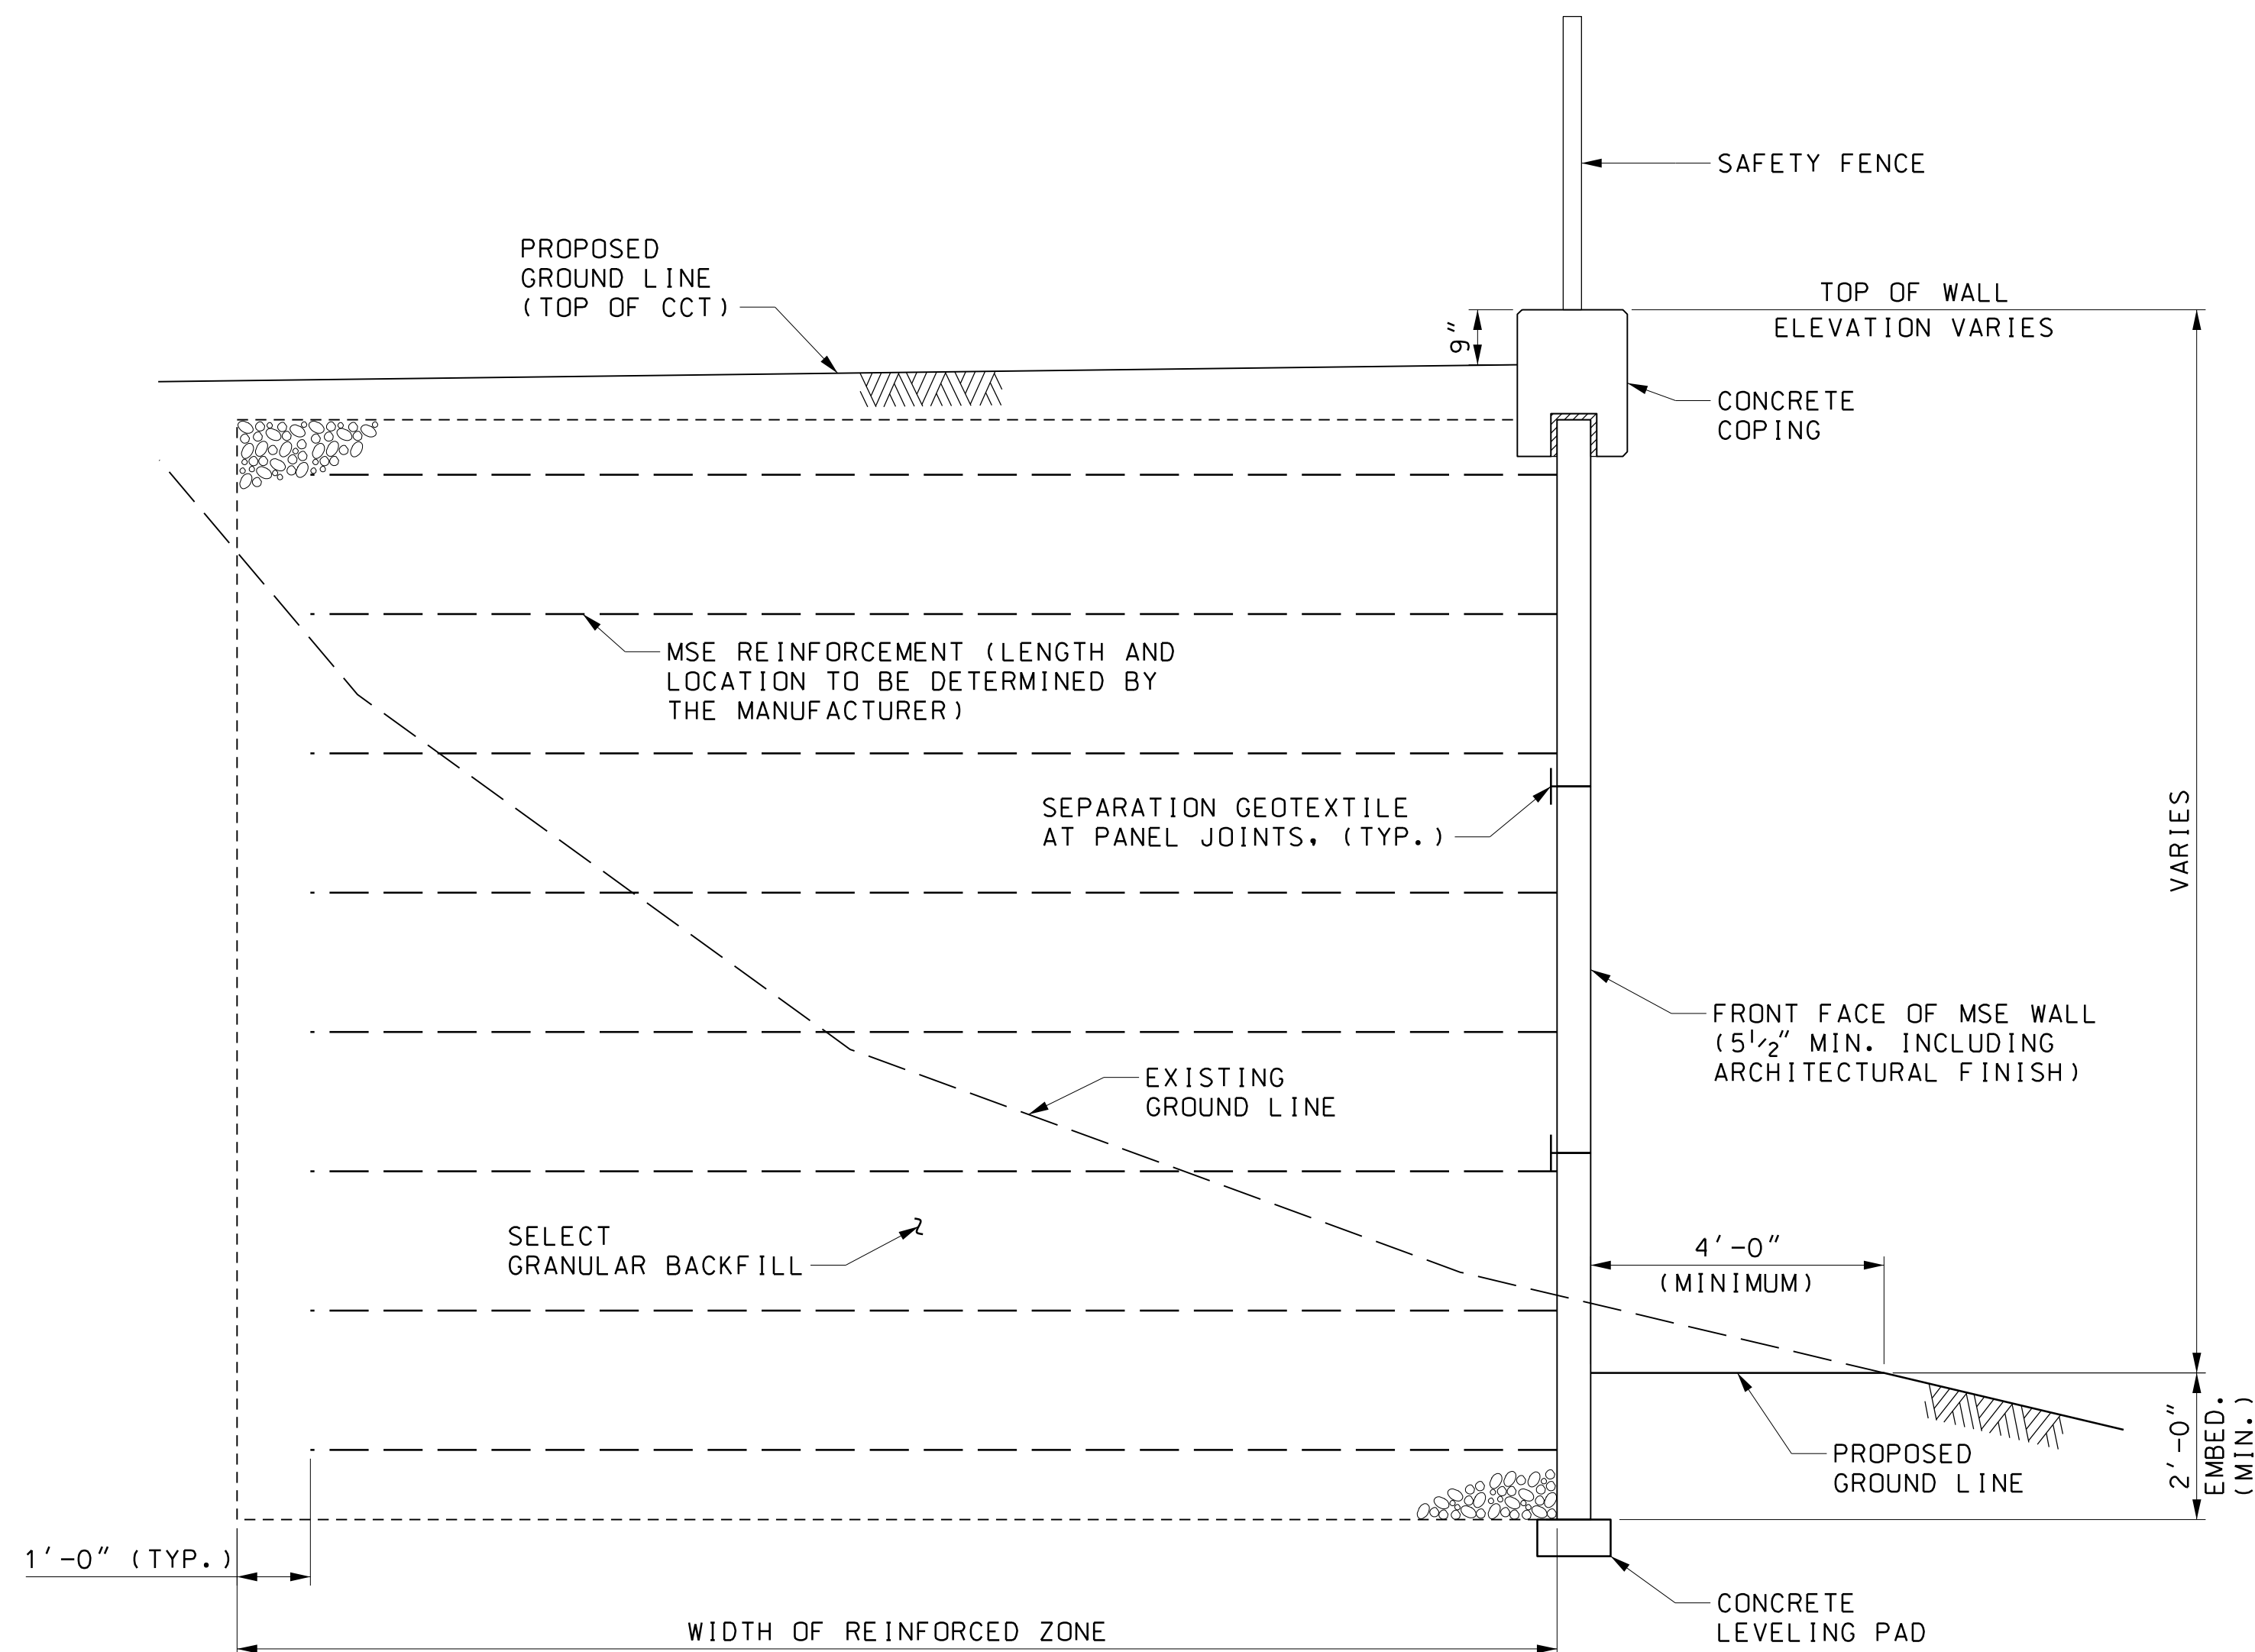 SAFETY FENCE
PROPOSED
GROUND LINE
(TOP OF CCT)
TOP OF WALL
ELEVATION VARIES
9"
CONCRETE
COPING
MSE REINFORCEMENT (LENGTH AND
LOCATION TO BE DETERMINED BY
THE MANUFACTURER)
SEPARATION GEOTEXTILE
AT PANEL JOINTS, (TYP.)
VARIES
FRONT FACE OF MSE WALL
(5 1/2" MIN. INCLUDING
ARCHITECTURAL FINISH)
EXISTING
GROUND LINE
SELECT
GRANULAR BACKFILL
4'-0"
(MINIMUM)
PROPOSED
GROUND LINE
2'-0"
EMBED.
(MIN.)
1'-0" (TYP.)
CONCRETE
LEVELING PAD
WIDTH OF REINFORCED ZONE